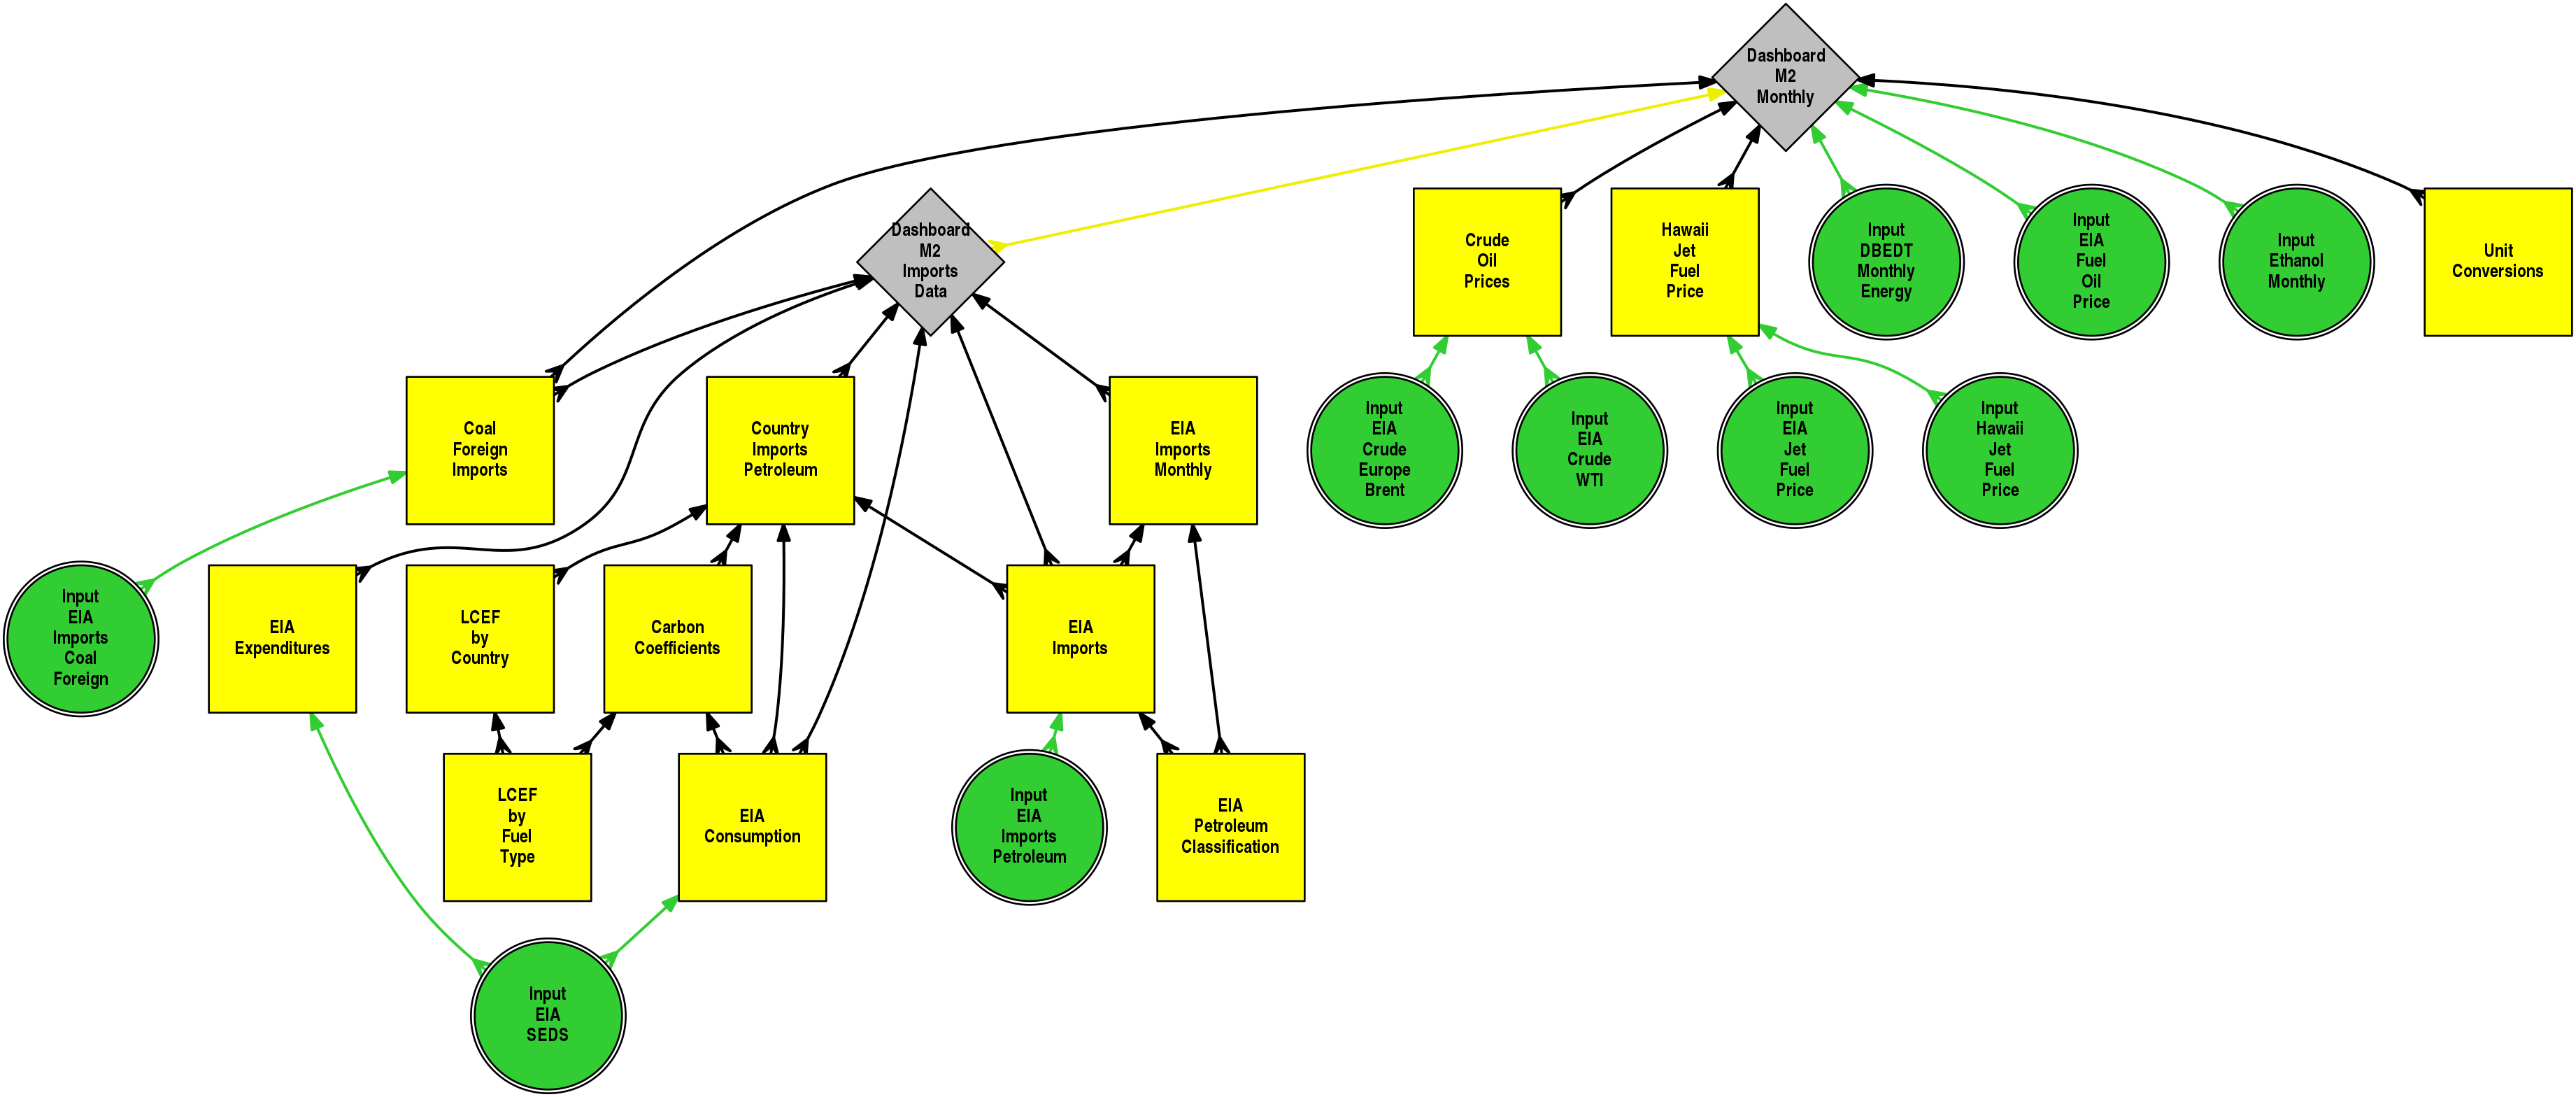 Dashboard
M2
Monthly
Dashboard
M2
Imports
Data
Crude
Oil
Prices
Hawaii
Jet
Fuel
Price
Input
DBEDT
Monthly
Energy
Input
EIA
Fuel
Oil
Price
Input
Ethanol
Monthly
Unit
Conversions
Coal
Foreign
Imports
Country
Imports
Petroleum
EIA
Imports
Monthly
Input
EIA
Crude
Europe
Brent
Input
EIA
Crude
WTI
Input
EIA
Jet
Fuel
Price
Input
Hawaii
Jet
Fuel
Price
Input
EIA
Imports
Coal
Foreign
EIA
Expenditures
LCEF
by
Country
Carbon
Coefficients
EIA
Imports
LCEF
by
Fuel
Type
EIA
Consumption
Input
EIA
Imports
Petroleum
EIA
Petroleum
Classification
Input
EIA
SEDS